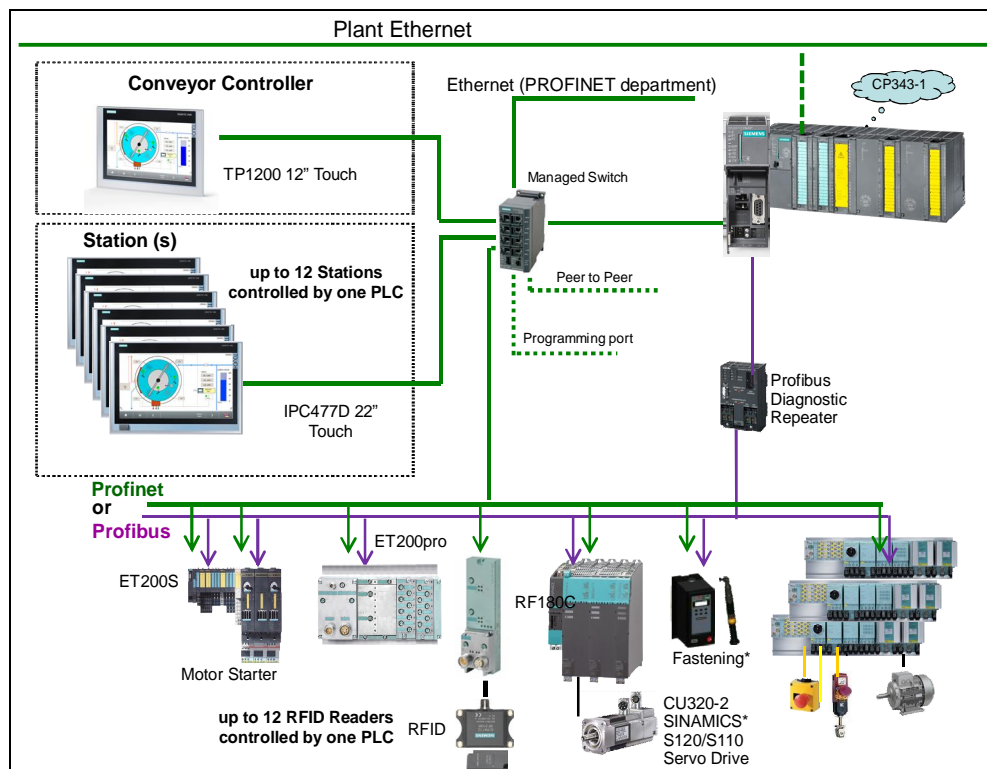 Plant Ethernet
Conveyor Controller
TP1200 12” Touch
Ethernet (PROFINET department)
CP343-1
SIEMENS
Managed Switch
Station (s)
up to 12 Stations
controlled by one PLC
IPC477D 22”
Touch
Peer to Peer
Programming port
Profibus
Diagnostic
Repeater
Profinet
or
Profibus
ET200S
Motor Starter
ET200pro
up to 12 RFID Readers
controlled by one PLC
RFID
RF180C
CU320-2
SINAMICS*
S120/S110
Servo Drive
Fastening*